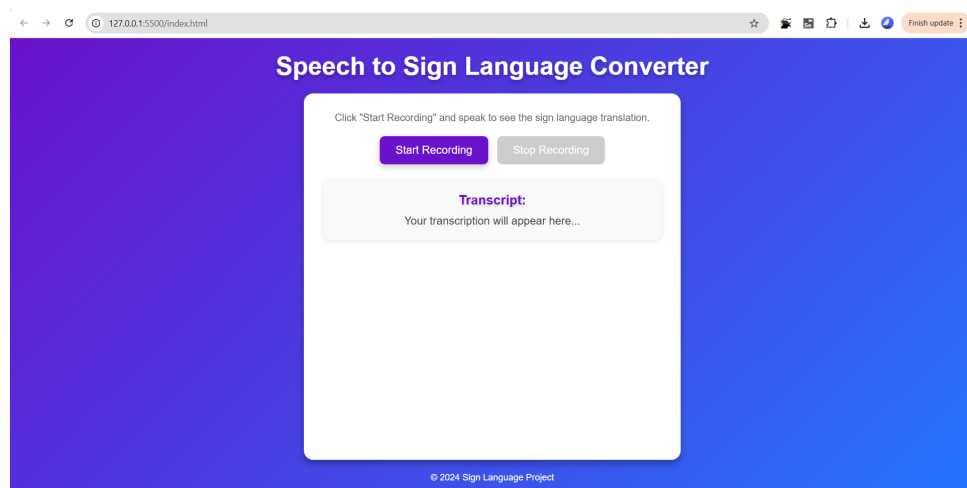 127.0.0.1:5500/index.html
Finish update
Speech to Sign Language Converter
Click "Start Recording" and speak to see the sign language translation.
Start Recording
Stop Recording
Transcript:
Your transcription will appear here...
© 2024 Sign Language Project